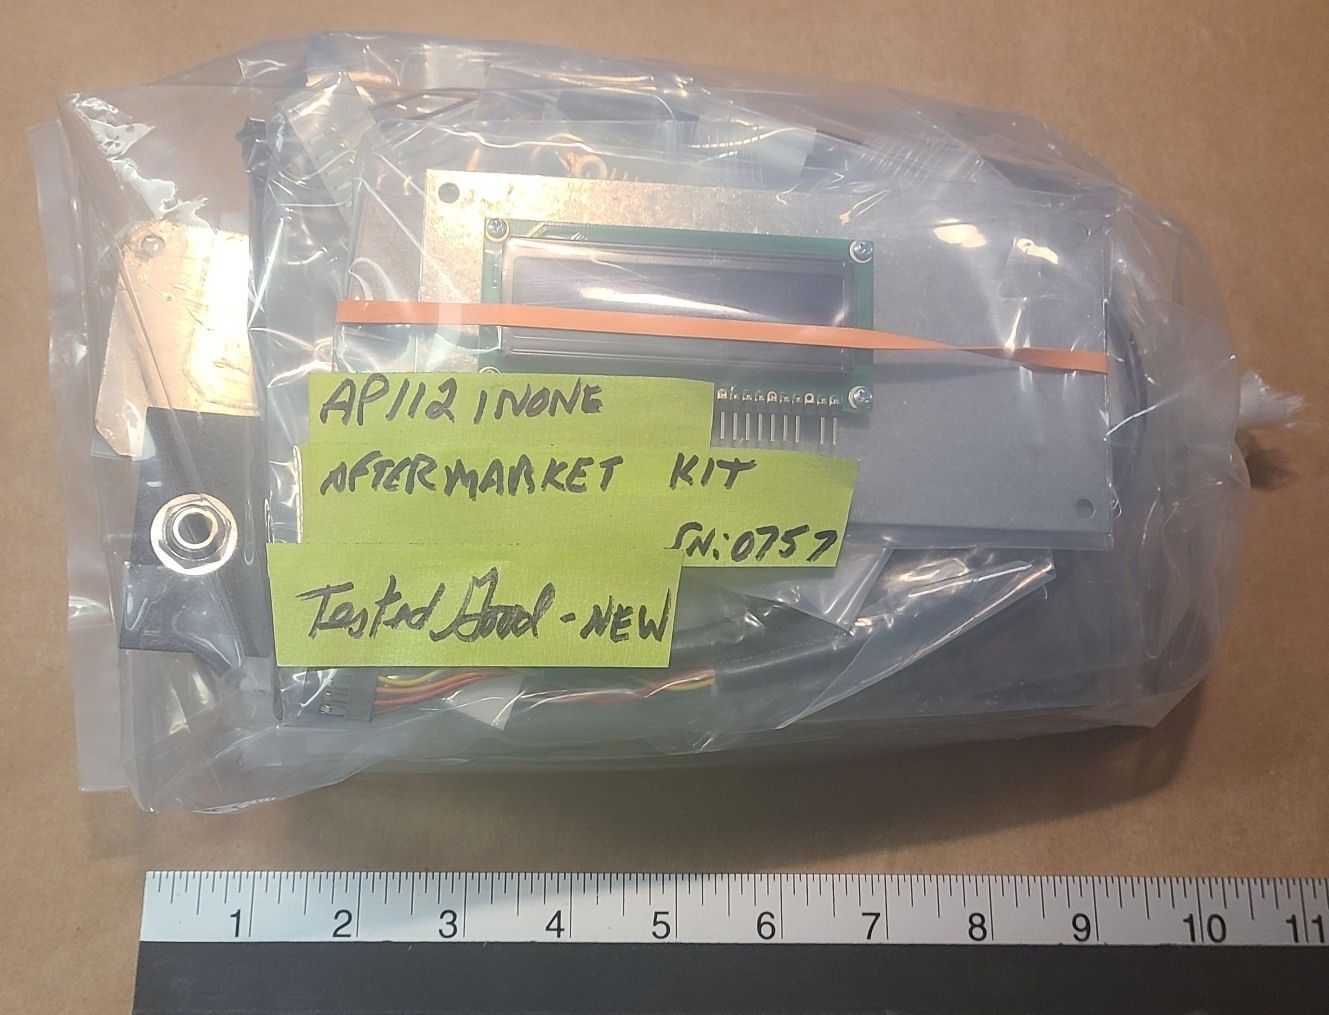 AP112 INONE
AFTERMARKET KIT
SN:0757
Tested Good - NEW
1 2 3 4 5 6 7 8 9 10 11